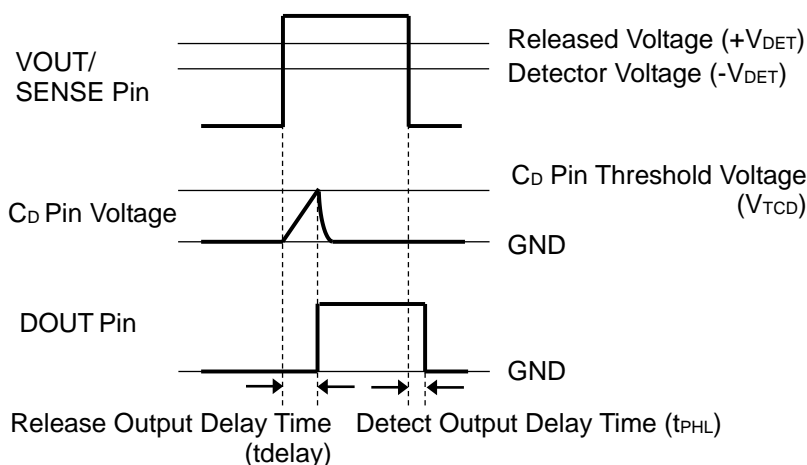 Released Voltage (+VDET)
VOUT/
SENSE Pin
Detector Voltage (-VDET)
CD Pin Threshold Voltage
(VTCD)
CD Pin Voltage
GND
DOUT Pin
GND
Release Output Delay Time
(tdelay)
Detect Output Delay Time (tPHL)